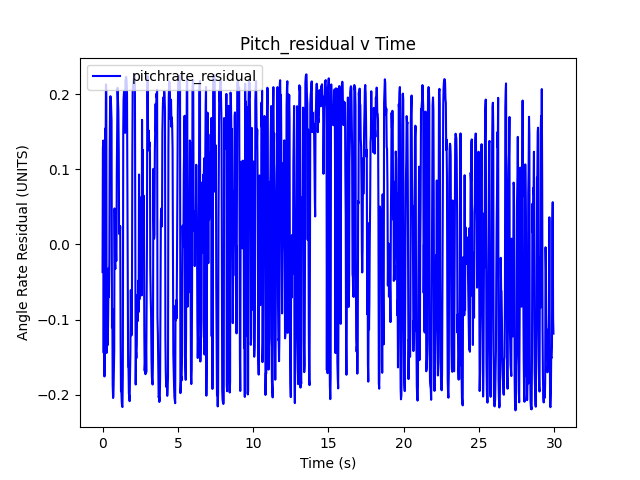 Pitch_residual v Time
pitchrate_residual
Angle Rate Residual (UNITS)
0.2
0.1
0.0
−0.1
−0.2
0 5 10 15 20 25 30
Time (s)